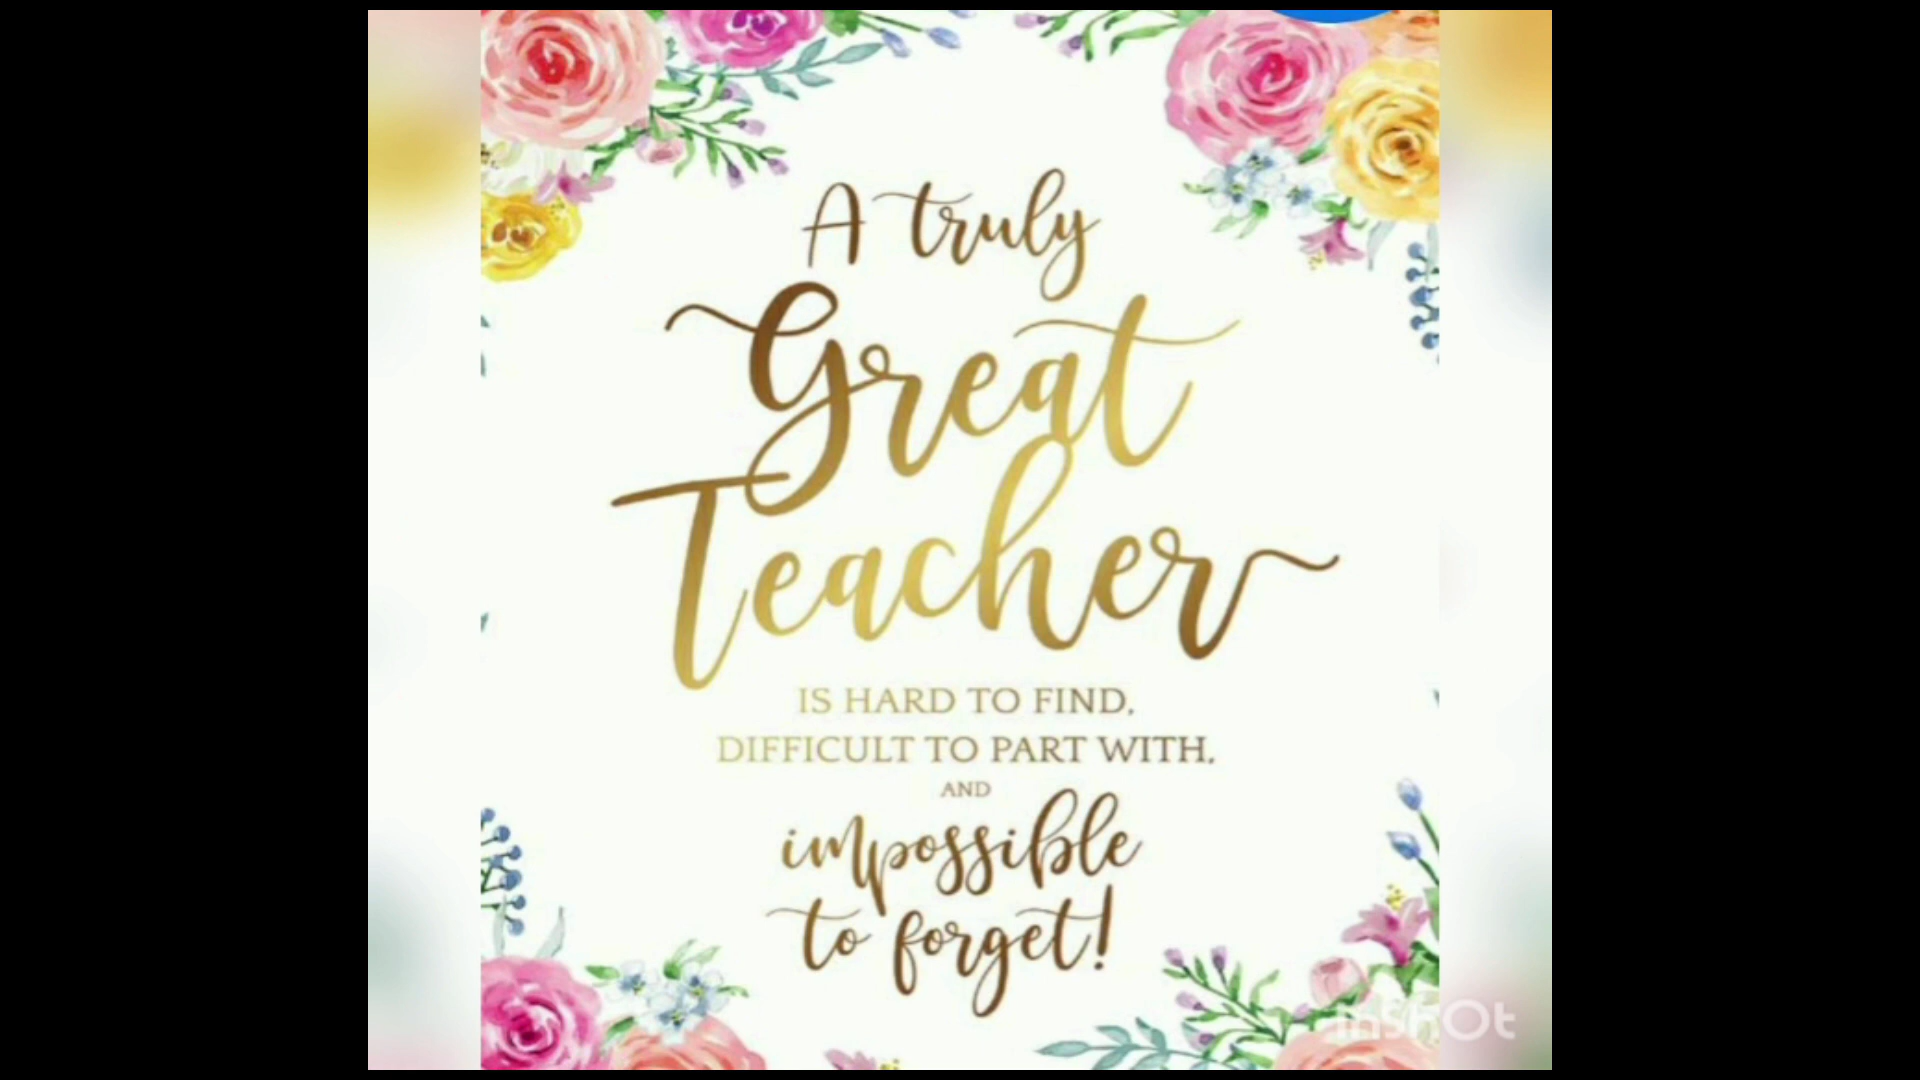 A truly
Great
Teacher
IS HARD TO FIND,
DIFFICULT TO PART WITH,
AND
impossible
to forget!
InShOt